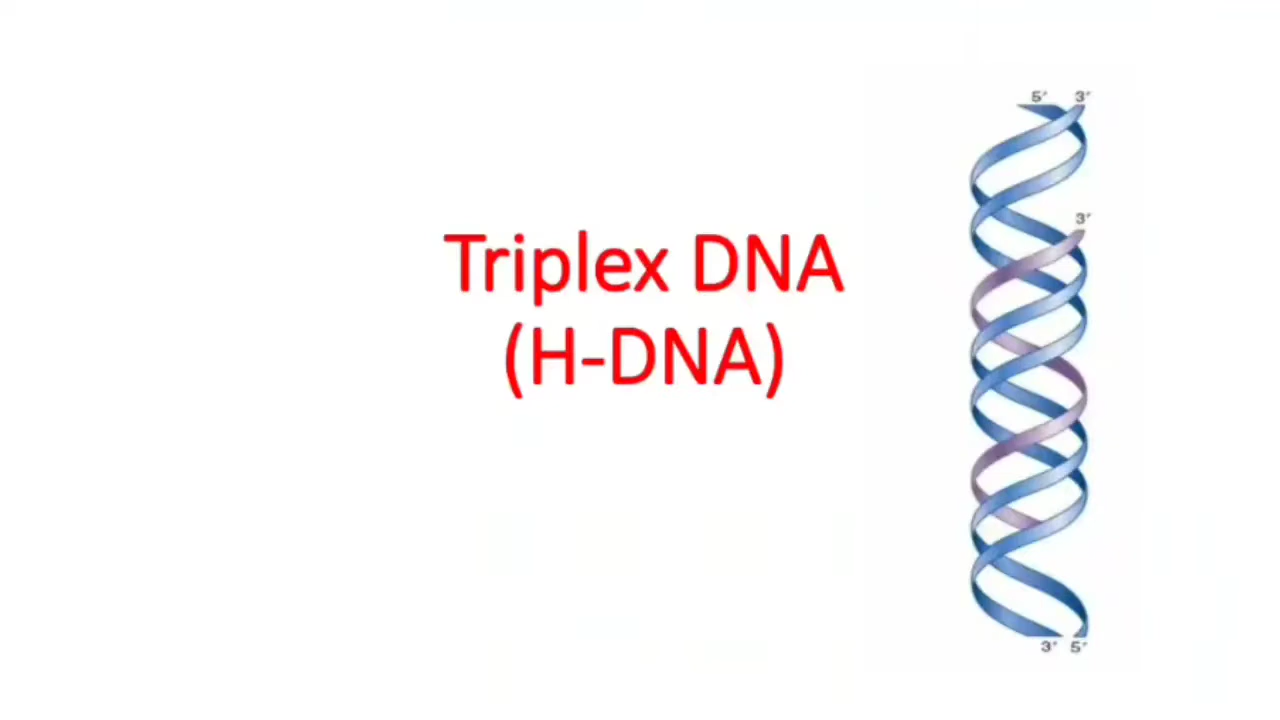 Triplex DNA
(H-DNA)
5' 3'
3'
3' 5'